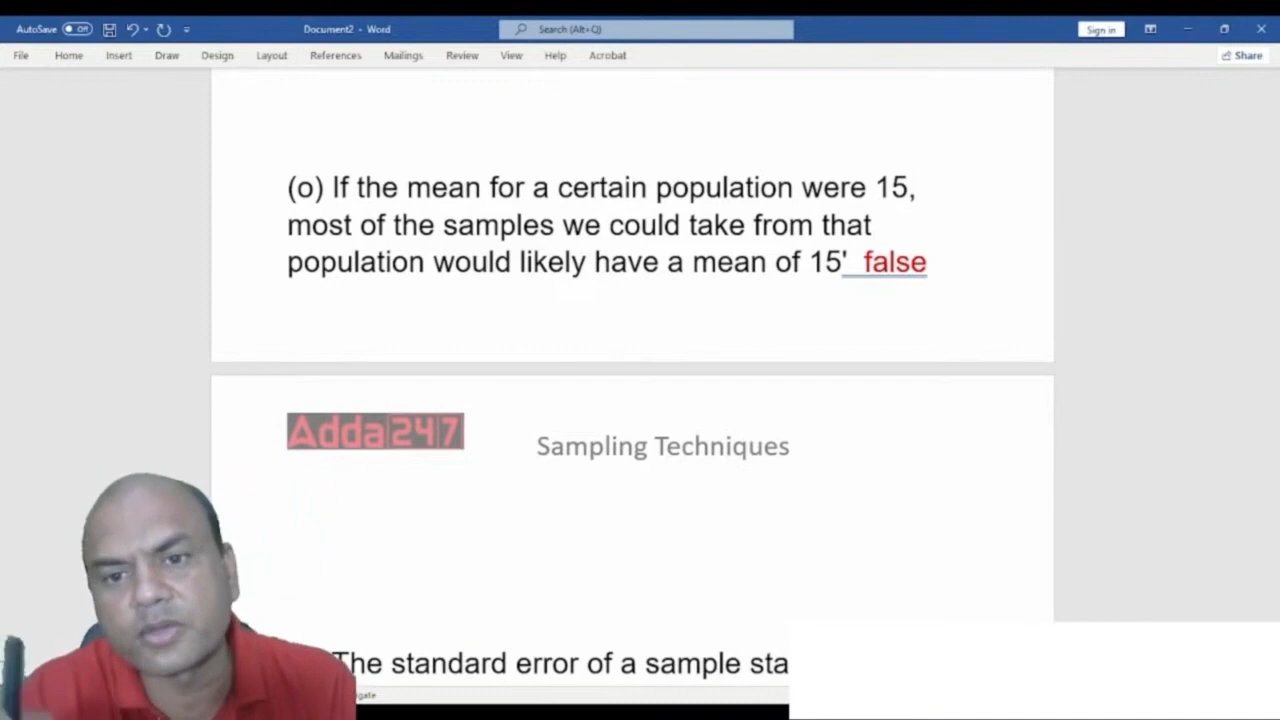 AutoSave Off Document2 - Word Search (Alt+Q) Sign in
File Home Insert Draw Design Layout References Mailings Review View Help Acrobat Share
(o) If the mean for a certain population were 15,
most of the samples we could take from that
population would likely have a mean of 15' false
Adda247
Sampling Techniques
The standard error of a sample sta